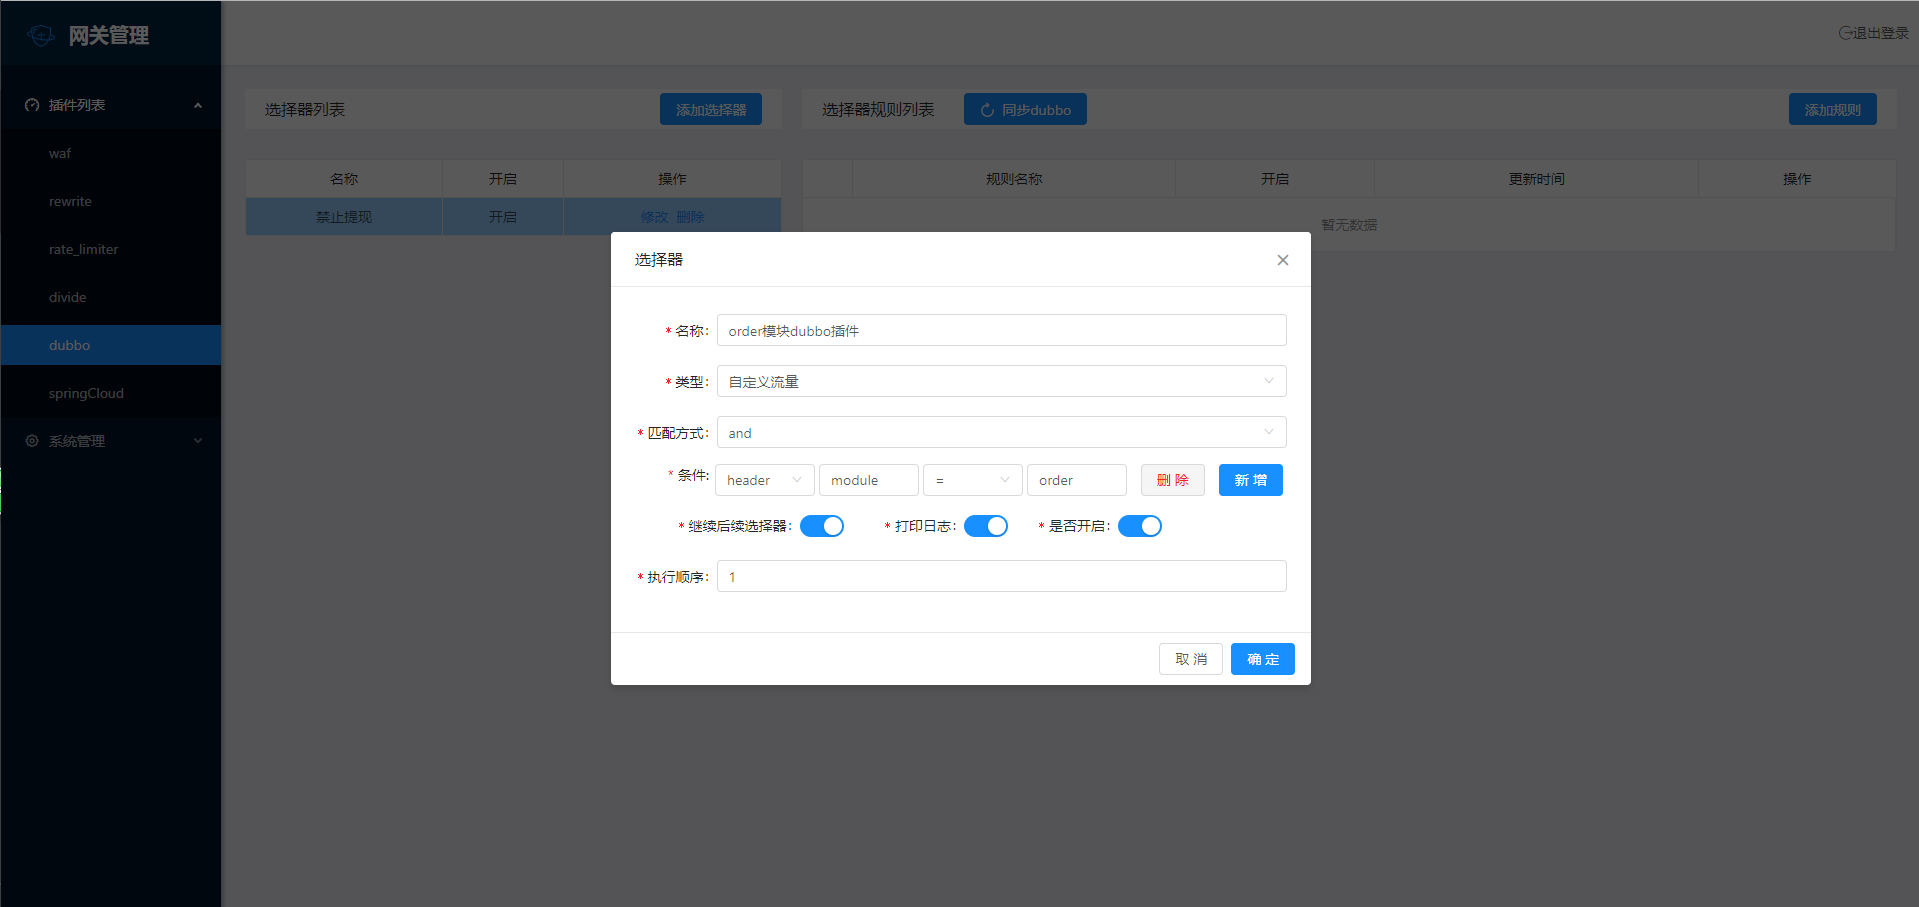 网关管理
退出登录
插件列表
waf
rewrite
rate_limiter
divide
dubbo
springCloud
系统管理
选择器列表
添加选择器
名称 开启 操作
禁止提现 开启 修改 删除
选择器规则列表
同步dubbo
添加规则
规则名称 开启 更新时间 操作
暂无数据
选择器
* 名称: order模块dubbo插件
* 类型: 自定义流量
* 匹配方式: and
* 条件: header module = order 删 除 新 增
* 继续后续选择器: * 打印日志: * 是否开启:
* 执行顺序: 1
取 消 确 定